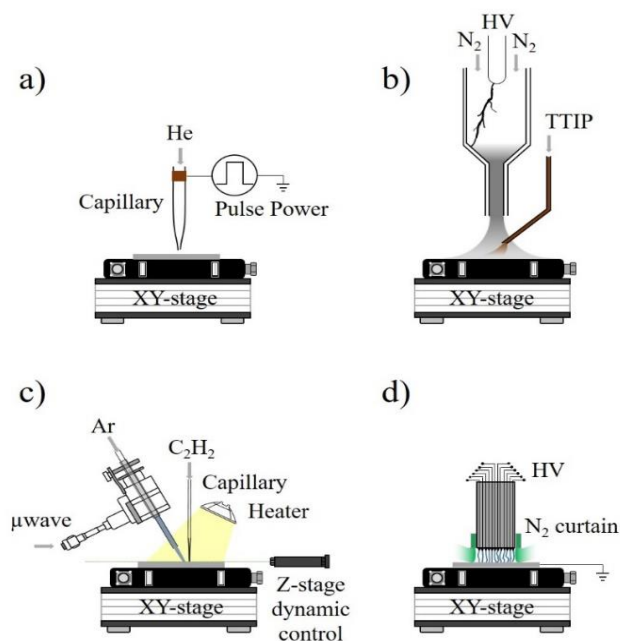 a)
He
Capillary
Pulse Power
XY-stage
b)
HV
N₂ N₂
TTIP
XY-stage
c)
Ar
C₂H₂
Capillary
Heater
µwave
Z-stage
dynamic
control
XY-stage
d)
HV
N₂ curtain
XY-stage